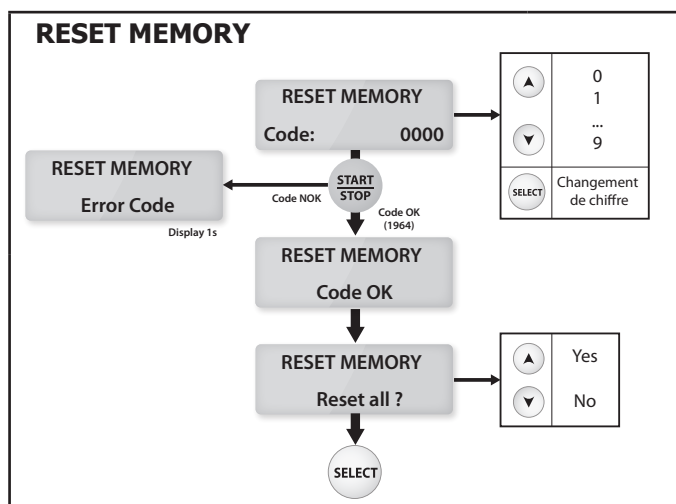 RESET MEMORY
RESET MEMORY
Code: 0000
0
1
...
9
SELECT
Changement
de chiffre
START
STOP
Code NOK
RESET MEMORY
Error Code
Display 1s
Code OK
(1964)
RESET MEMORY
Code OK
RESET MEMORY
Reset all ?
Yes
No
SELECT